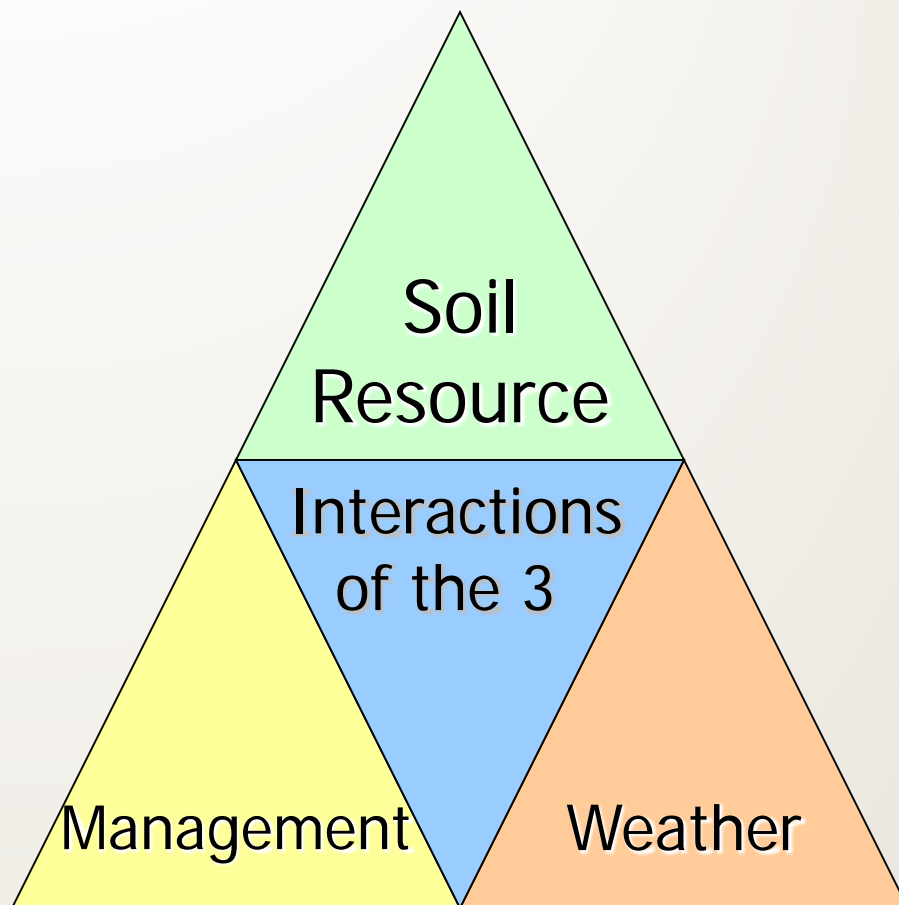 Soil
Resource
Interactions
of the 3
Management
Weather